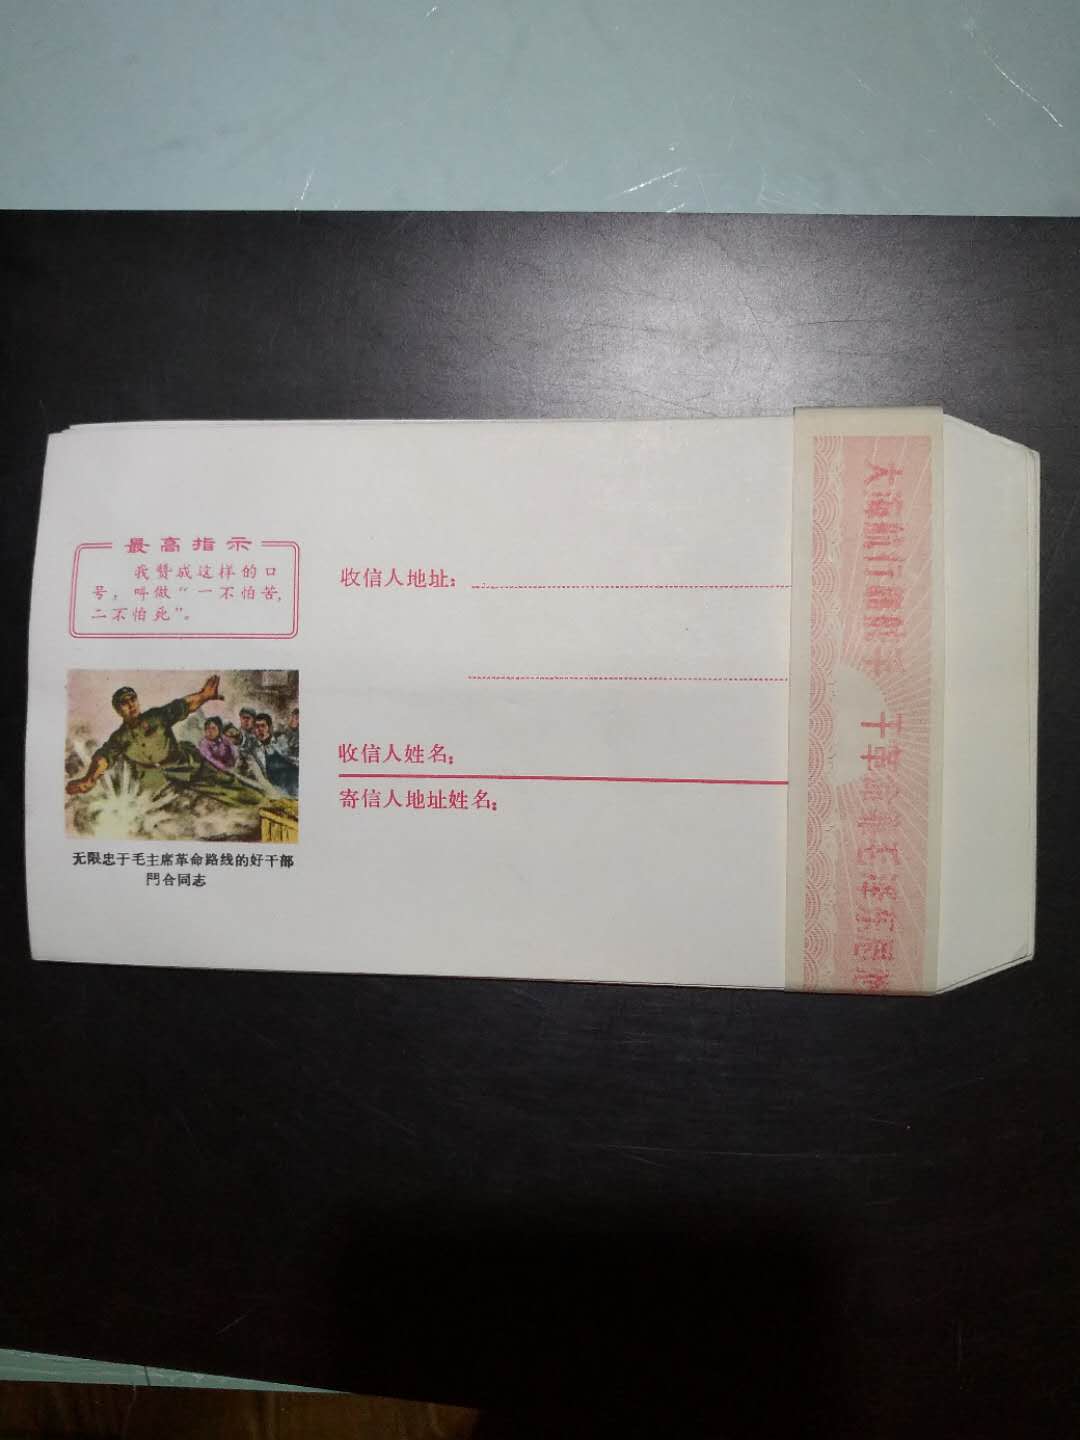 最高指示
我赞成这样的口
号，叫做“一不怕苦，
二不怕死”。
无限忠于毛主席革命路线的好干部
門合同志
收信人地址：
收信人姓名：
寄信人地址姓名：
大海航行靠舵手 干革命靠毛泽东思想